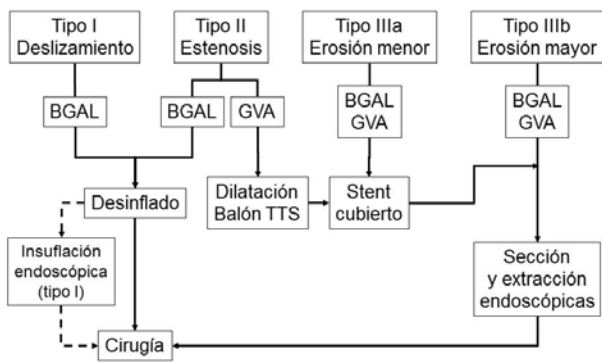 Tipo I
Deslizamiento
Tipo II
Estenosis
Tipo IIIa
Erosión menor
Tipo IIIb
Erosión mayor
BGAL
BGAL
GVA
BGAL
GVA
BGAL
GVA
Desinflado
Dilatación
Balón TTS
Stent
cubierto
Insuflación
endoscópica
(tipo I)
Sección
y extracción
endoscópicas
Cirugía